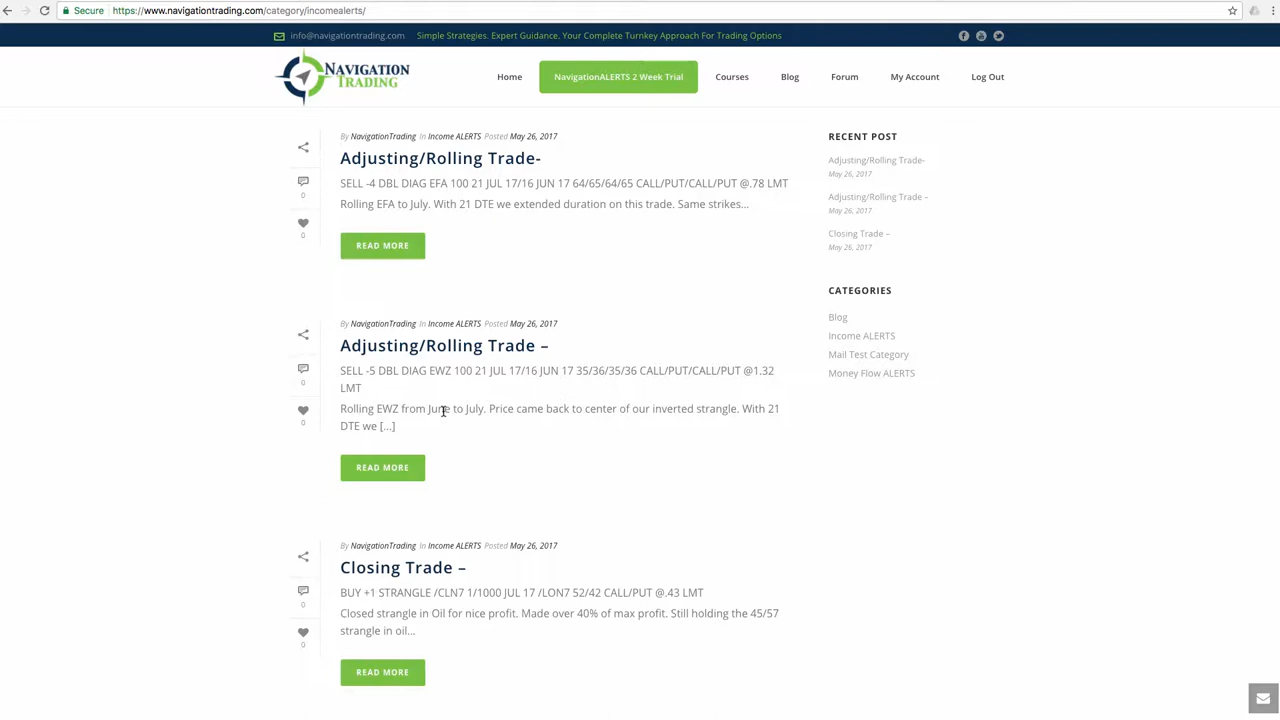 Secure https://www.navigationtrading.com/category/incomealerts/
info@navigationtrading.com Simple Strategies. Expert Guidance. Your Complete Turnkey Approach For Trading Options
NAVIGATION
TRADING
Home NavigationALERTS 2 Week Trial Courses Blog Forum My Account Log Out
By NavigationTrading In Income ALERTS Posted May 26, 2017
Adjusting/Rolling Trade-
SELL -4 DBL DIAG EFA 100 21 JUL 17/16 JUN 17 64/65/64/65 CALL/PUT/CALL/PUT @.78 LMT
0
Rolling EFA to July. With 21 DTE we extended duration on this trade. Same strikes...
0
READ MORE
By NavigationTrading In Income ALERTS Posted May 26, 2017
Adjusting/Rolling Trade –
SELL -5 DBL DIAG EWZ 100 21 JUL 17/16 JUN 17 35/36/35/36 CALL/PUT/CALL/PUT @1.32
LMT
0
Rolling EWZ from June to July. Price came back to center of our inverted strangle. With 21
DTE we [...]
0
READ MORE
By NavigationTrading In Income ALERTS Posted May 26, 2017
Closing Trade –
BUY +1 STRANGLE /CLN7 1/1000 JUL 17 /LON7 52/42 CALL/PUT @.43 LMT
0
Closed strangle in Oil for nice profit. Made over 40% of max profit. Still holding the 45/57
strangle in oil...
0
READ MORE
RECENT POST
Adjusting/Rolling Trade-
May 26, 2017
Adjusting/Rolling Trade –
May 26, 2017
Closing Trade –
May 26, 2017
CATEGORIES
Blog
Income ALERTS
Mail Test Category
Money Flow ALERTS